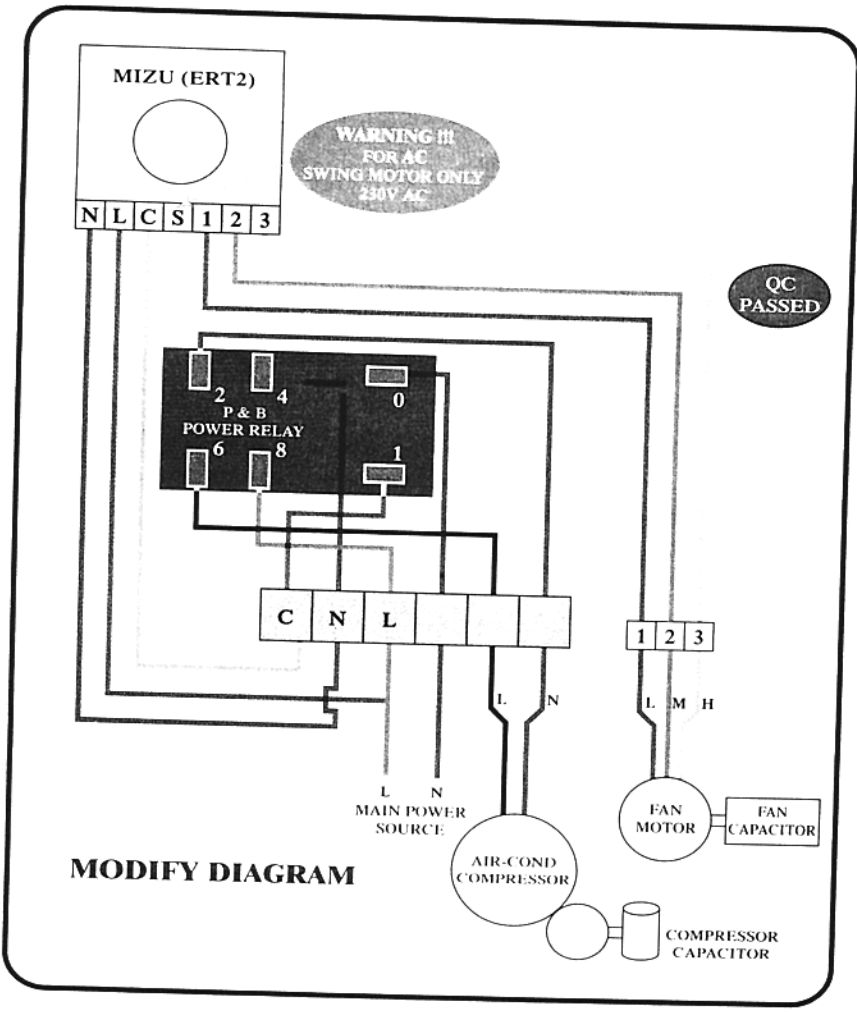 MIZU (ERT2)
WARNING !!!
FOR AC
SWING MOTOR ONLY
230V AC
N L C S 1 2 3
QC
PASSED
2 4 0
P & B
POWER RELAY
6 8 1
C N L
1 2 3
L N L M H
L N
MAIN POWER
SOURCE
FAN
MOTOR
FAN
CAPACITOR
AIR-COND
COMPRESSOR
MODIFY DIAGRAM
COMPRESSOR
CAPACITOR